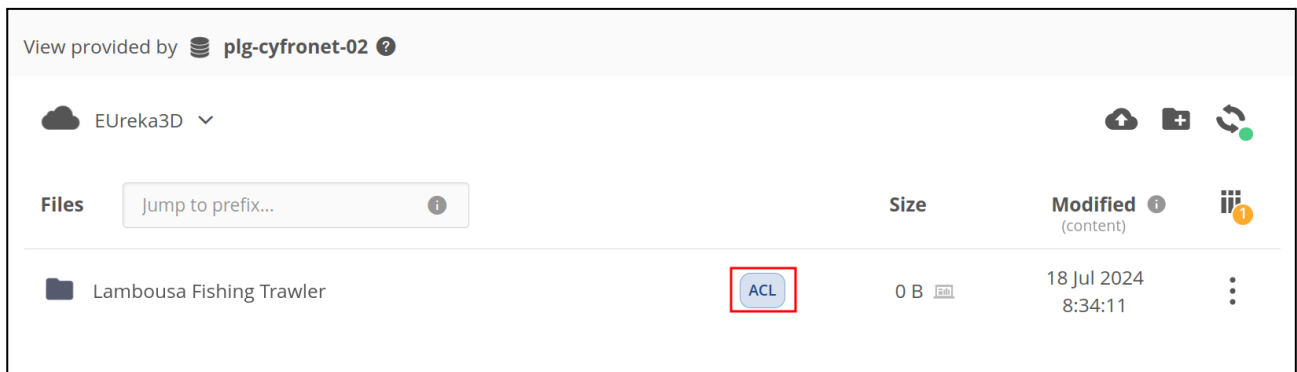 View provided by plg-cyfronet-02 ?
EUreka3D
Files Jump to prefix... i Size Modified i 1
(content)
Lambousa Fishing Trawler ACL 0 B 18 Jul 2024
8:34:11